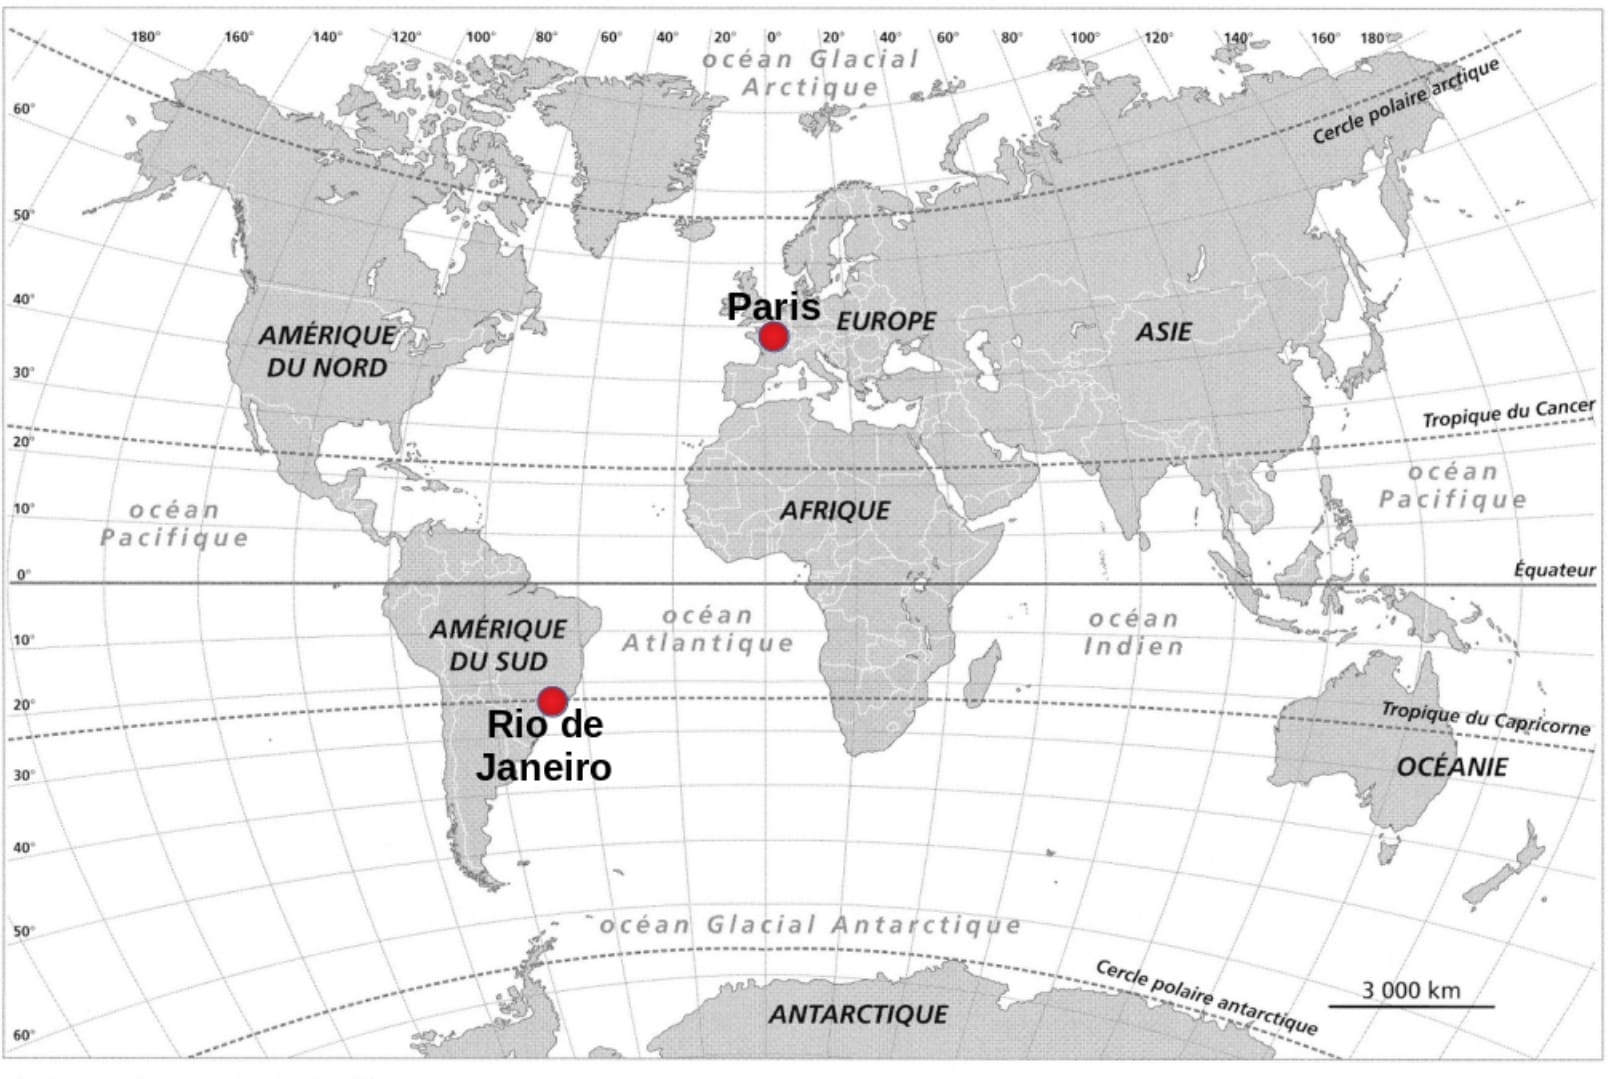 180° 160° 140° 120° 100° 80° 60° 40° 20° 0° 20° 40° 60° 80° 100° 120° 140° 160° 180°
océan Glacial
Arctique
Cercle polaire arctique
60°
50°
40°
30°
20°
10°
0°
10°
20°
30°
40°
50°
60°
Paris
EUROPE
ASIE
AMÉRIQUE
DU NORD
Tropique du Cancer
océan
Pacifique
AFRIQUE
océan
Pacifique
Équateur
AMÉRIQUE
DU SUD
océan
Atlantique
océan
Indien
Rio de
Janeiro
Tropique du Capricorne
OCÉANIE
océan Glacial Antarctique
Cercle polaire antarctique
3 000 km
ANTARCTIQUE